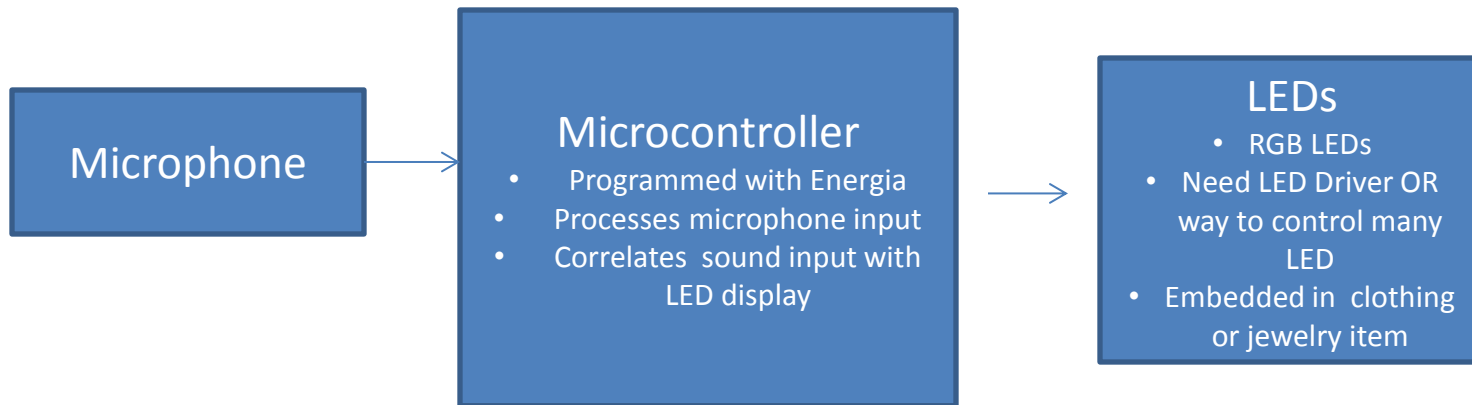 Microphone
Microcontroller
• Programmed with Energia
• Processes microphone input
• Correlates sound input with
LED display
LEDs
• RGB LEDs
• Need LED Driver OR
way to control many
LED
• Embedded in clothing
or jewelry item